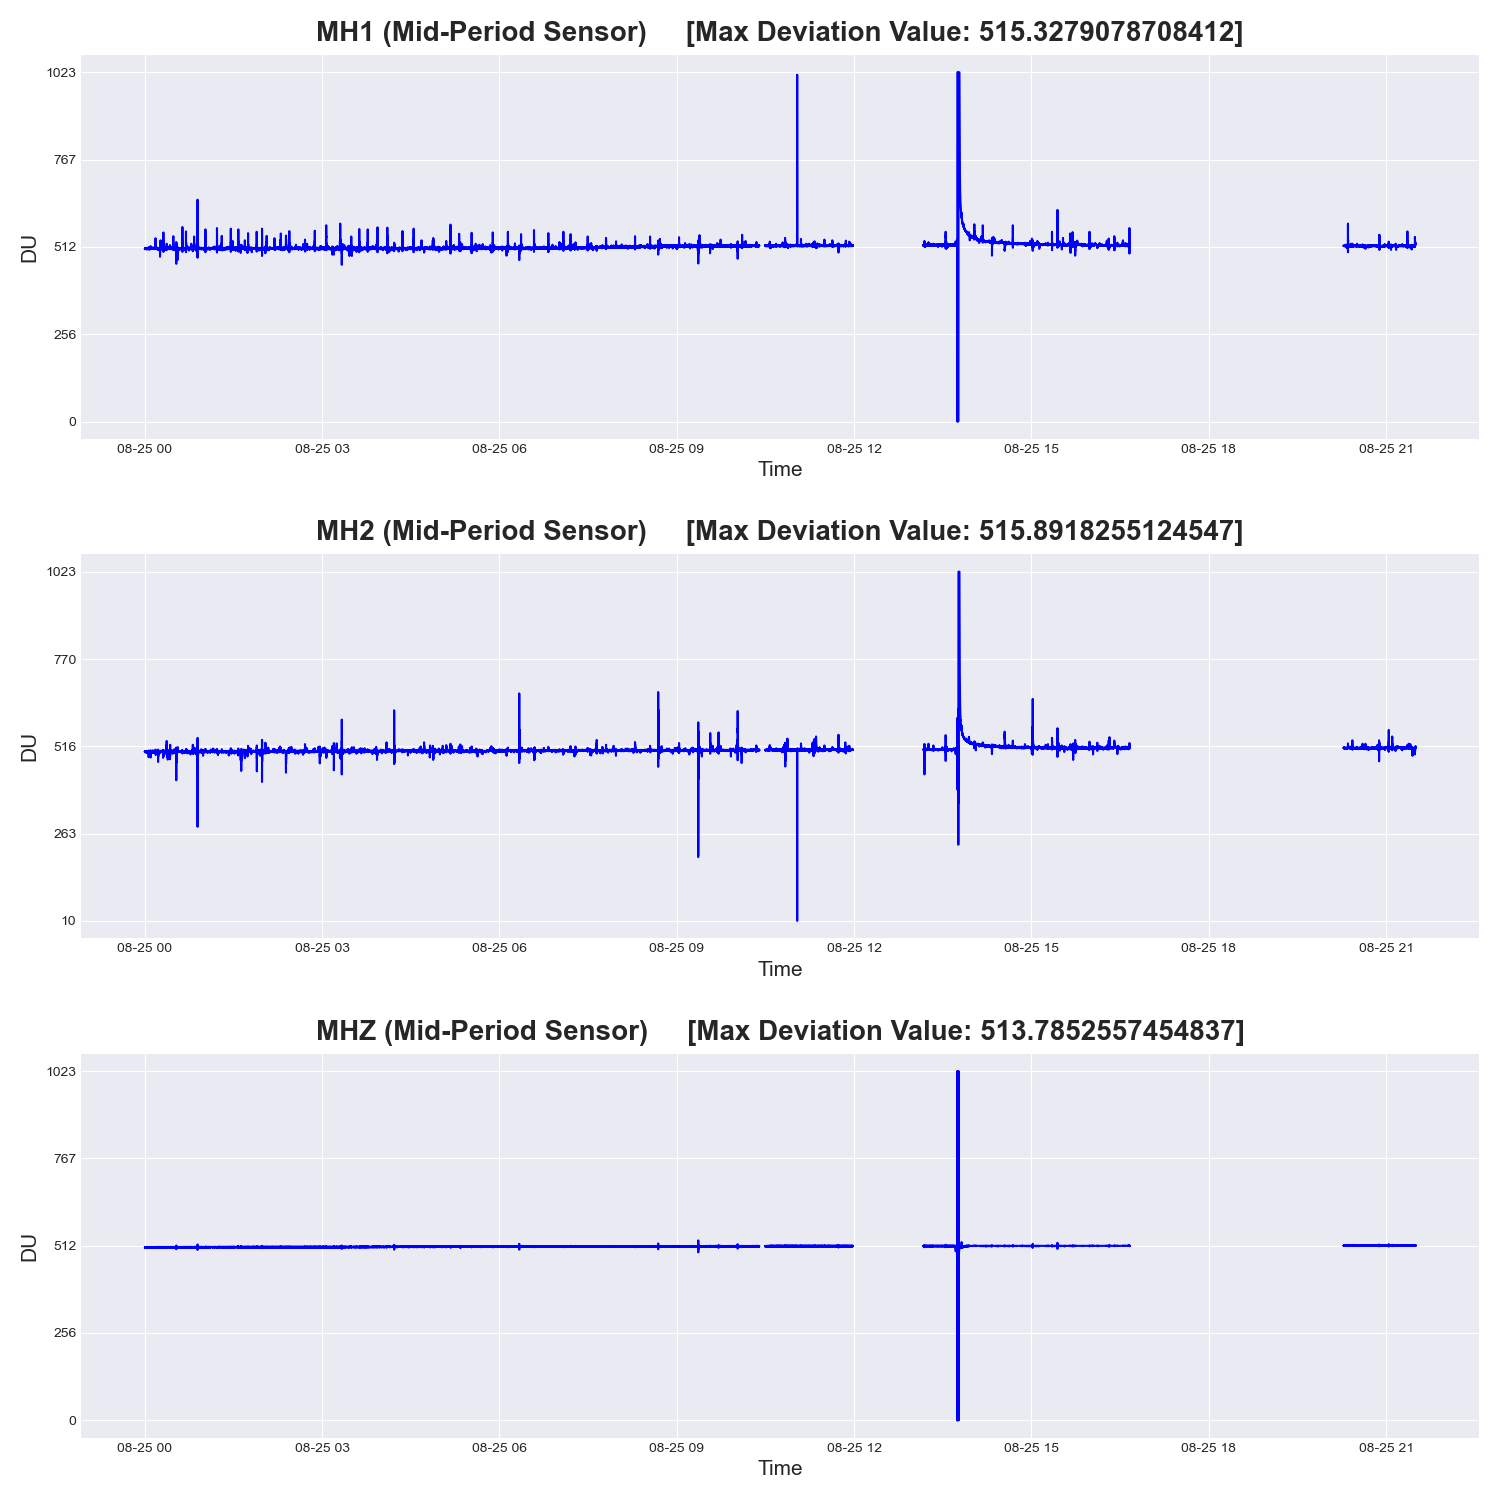 MH1 (Mid-Period Sensor) [Max Deviation Value: 515.3279078708412]
1023
767
512
256
0
DU
08-25 00 08-25 03 08-25 06 08-25 09 08-25 12 08-25 15 08-25 18 08-25 21
Time
MH2 (Mid-Period Sensor) [Max Deviation Value: 515.8918255124547]
1023
770
516
263
10
DU
08-25 00 08-25 03 08-25 06 08-25 09 08-25 12 08-25 15 08-25 18 08-25 21
Time
MHZ (Mid-Period Sensor) [Max Deviation Value: 513.7852557454837]
1023
767
512
256
0
DU
08-25 00 08-25 03 08-25 06 08-25 09 08-25 12 08-25 15 08-25 18 08-25 21
Time